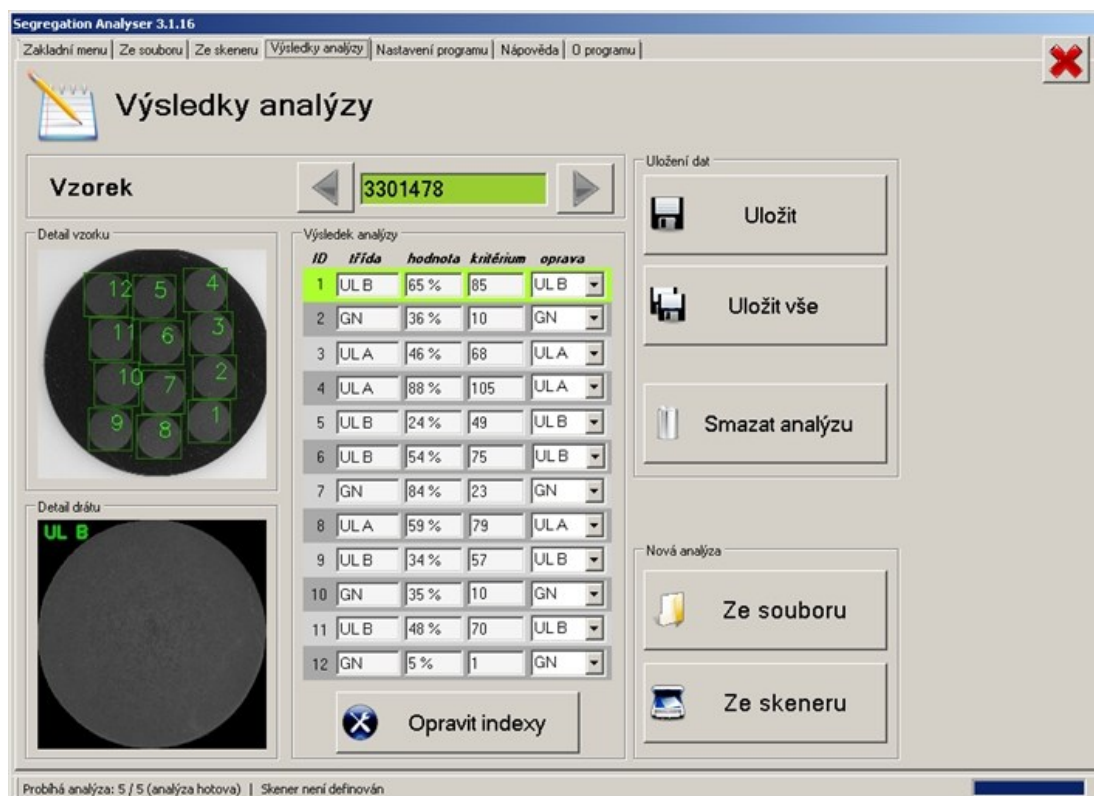 Segregation Analyser 3.1.16
Zakladní menu Ze souboru Ze skeneru Výsledky analýzy Nastavení programu Nápověda O programu
Výsledky analýzy
Vzorek 3301478
Detail vzorku
12 5 4
11 6 3
10 7 2
9 8 1
Detail drátu
UL B
Výsledek analýzy
ID třída hodnota kritérium oprava
1 UL B 65 % 85 UL B
2 GN 36 % 10 GN
3 UL A 46 % 68 UL A
4 UL A 88 % 105 UL A
5 UL B 24 % 49 UL B
6 UL B 54 % 75 UL B
7 GN 84 % 23 GN
8 UL A 59 % 79 UL A
9 UL B 34 % 57 UL B
10 GN 35 % 10 GN
11 UL B 48 % 70 UL B
12 GN 5 % 1 GN
Opravit indexy
Uložení dat
Uložit
Uložit vše
Smazat analýzu
Nová analýza
Ze souboru
Ze skeneru
Probíhá analýza: 5 / 5 (analýza hotova) | Skener není definován